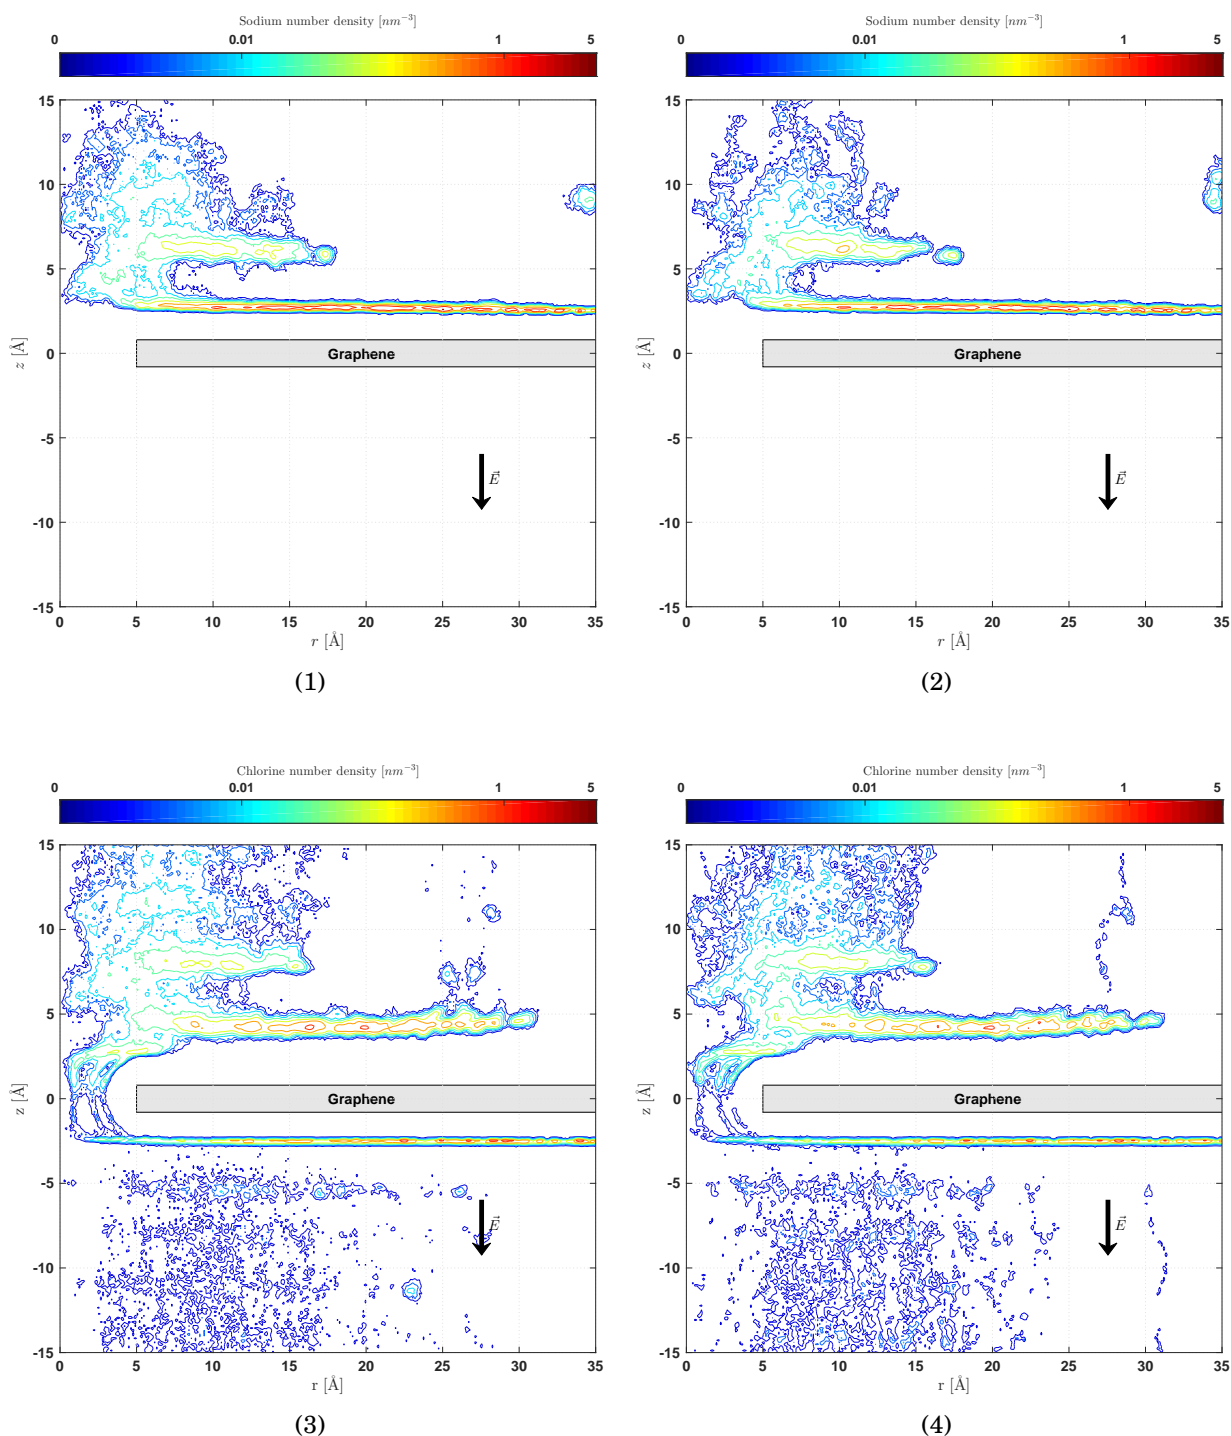 Sodium number density [nm⁻³]
0 0.01 1 5
15
10
5
0
-5
-10
-15
z [Å]
Graphene
E⃗
0 5 10 15 20 25 30 35
r [Å]
(1)
Sodium number density [nm⁻³]
0 0.01 1 5
15
10
5
0
-5
-10
-15
z [Å]
Graphene
E⃗
0 5 10 15 20 25 30 35
r [Å]
(2)
Chlorine number density [nm⁻³]
0 0.01 1 5
15
10
5
0
-5
-10
-15
z [Å]
Graphene
E⃗
0 5 10 15 20 25 30 35
r [Å]
(3)
Chlorine number density [nm⁻³]
0 0.01 1 5
15
10
5
0
-5
-10
-15
z [Å]
Graphene
E⃗
0 5 10 15 20 25 30 35
r [Å]
(4)